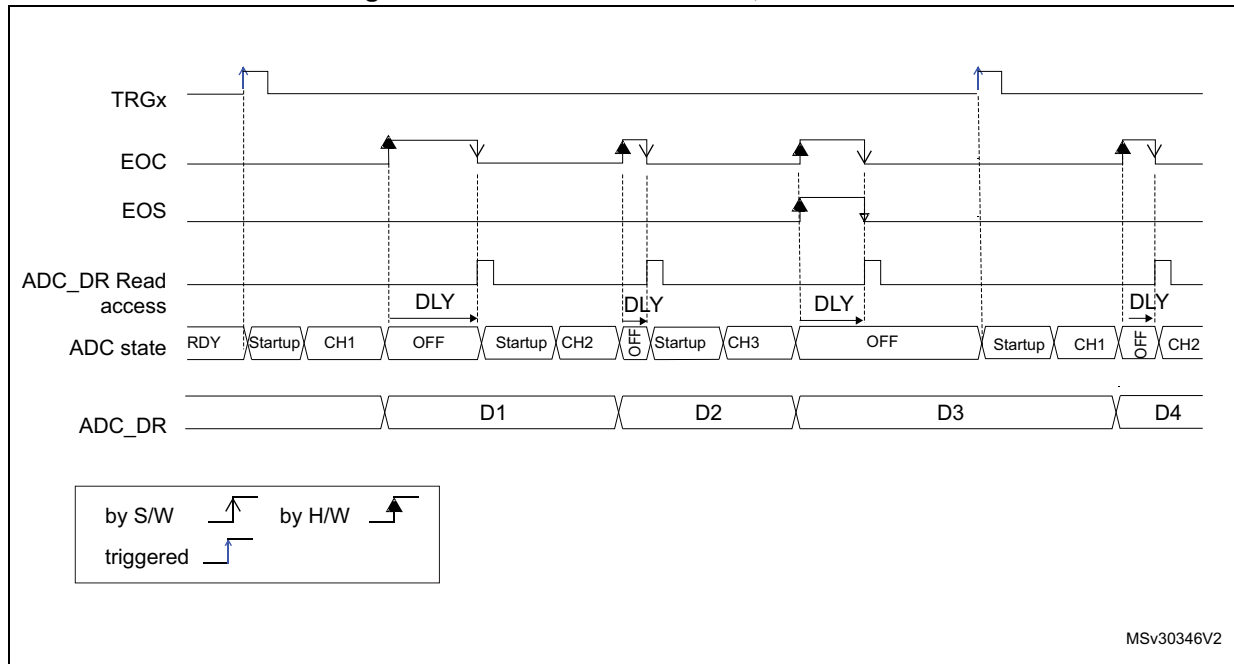 TRGx
EOC
EOS
ADC_DR Read
access
DLY DLY DLY DLY
ADC state RDY Startup CH1 OFF Startup CH2 OFF Startup CH3 OFF Startup CH1 OFF CH2
ADC_DR D1 D2 D3 D4
by S/W by H/W
triggered
MSv30346V2